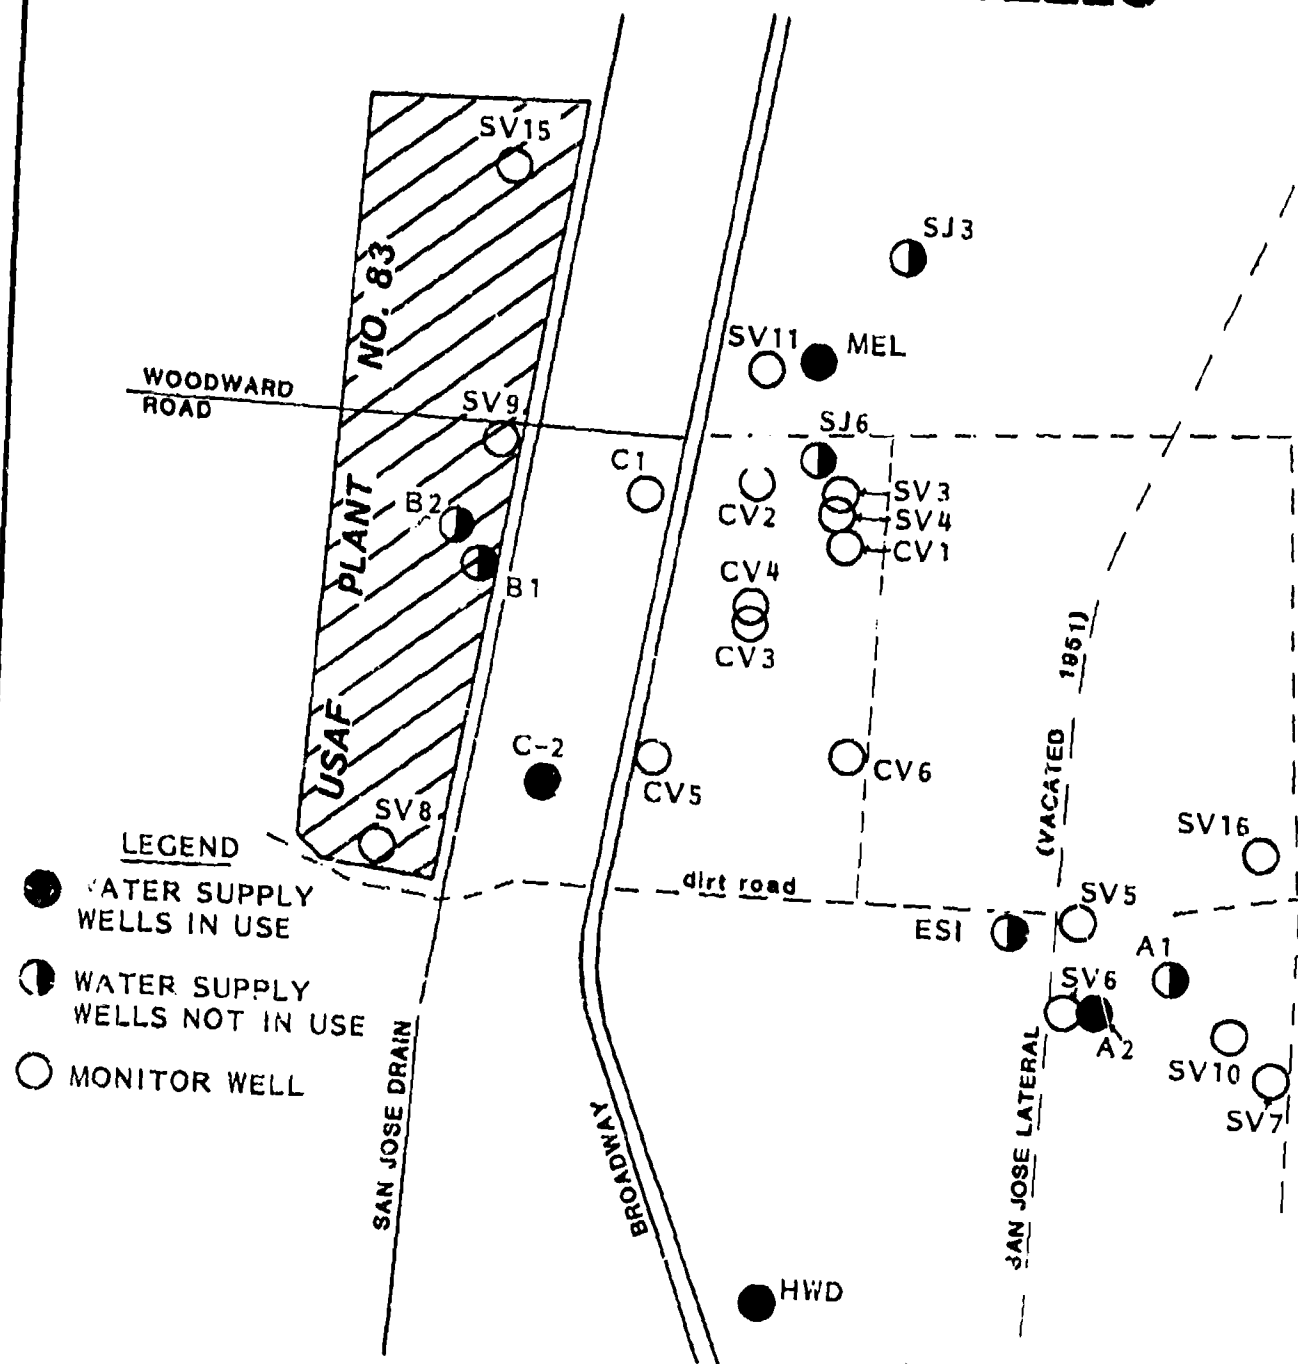 SV15
SJ3
NO. 83
SV11
MEL
WOODWARD
ROAD
SV9
SJ6
C1
B2
CV2
SV3
SV4
CV1
PLANT
B1
CV4
CV3
1951)
USAF
C-2
CV5
CV6
(VACATED
SV8
SV16
LEGEND
dirt road
WATER SUPPLY
WELLS IN USE
SV5
ES1
A1
WATER SUPPLY
WELLS NOT IN USE
SV6
A2
MONITOR WELL
SV10
SV7
SAN JOSE DRAIN
BROADWAY
SAN JOSE LATERAL
HWD